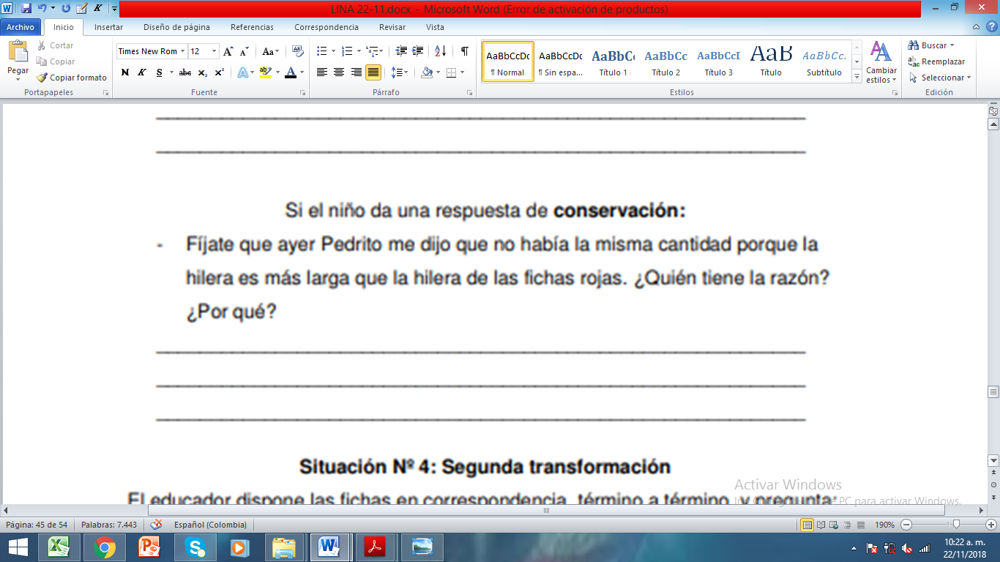 LINA 22-11.docx - Microsoft Word (Error de activación de productos)
Archivo Inicio Insertar Diseño de página Referencias Correspondencia Revisar Vista
Pegar
Cortar
Copiar
Copiar formato
Portapapeles
Times New Rom 12
N K S abc x₂ x²
Fuente
Párrafo
AaBbCcDc AaBbCcDc AaBbC AaBbCc AaBbCcI AaB AaBbCc.
¶ Normal ¶ Sin espa... Título 1 Título 2 Título 3 Título Subtítulo
Estilos
Cambiar
estilos
Buscar
Reemplazar
Seleccionar
Edición
Si el niño da una respuesta de conservación:
- Fíjate que ayer Pedrito me dijo que no había la misma cantidad porque la
hilera es más larga que la hilera de las fichas rojas. ¿Quién tiene la razón?
¿Por qué?
Situación Nº 4: Segunda transformación
El educador dispone las fichas en correspondencia, término a término, y pregunta:
Activar Windows
PC para activar Windows.
Página: 45 de 54 Palabras: 7.443 Español (Colombia) 190%
10:22 a. m.
22/11/2018